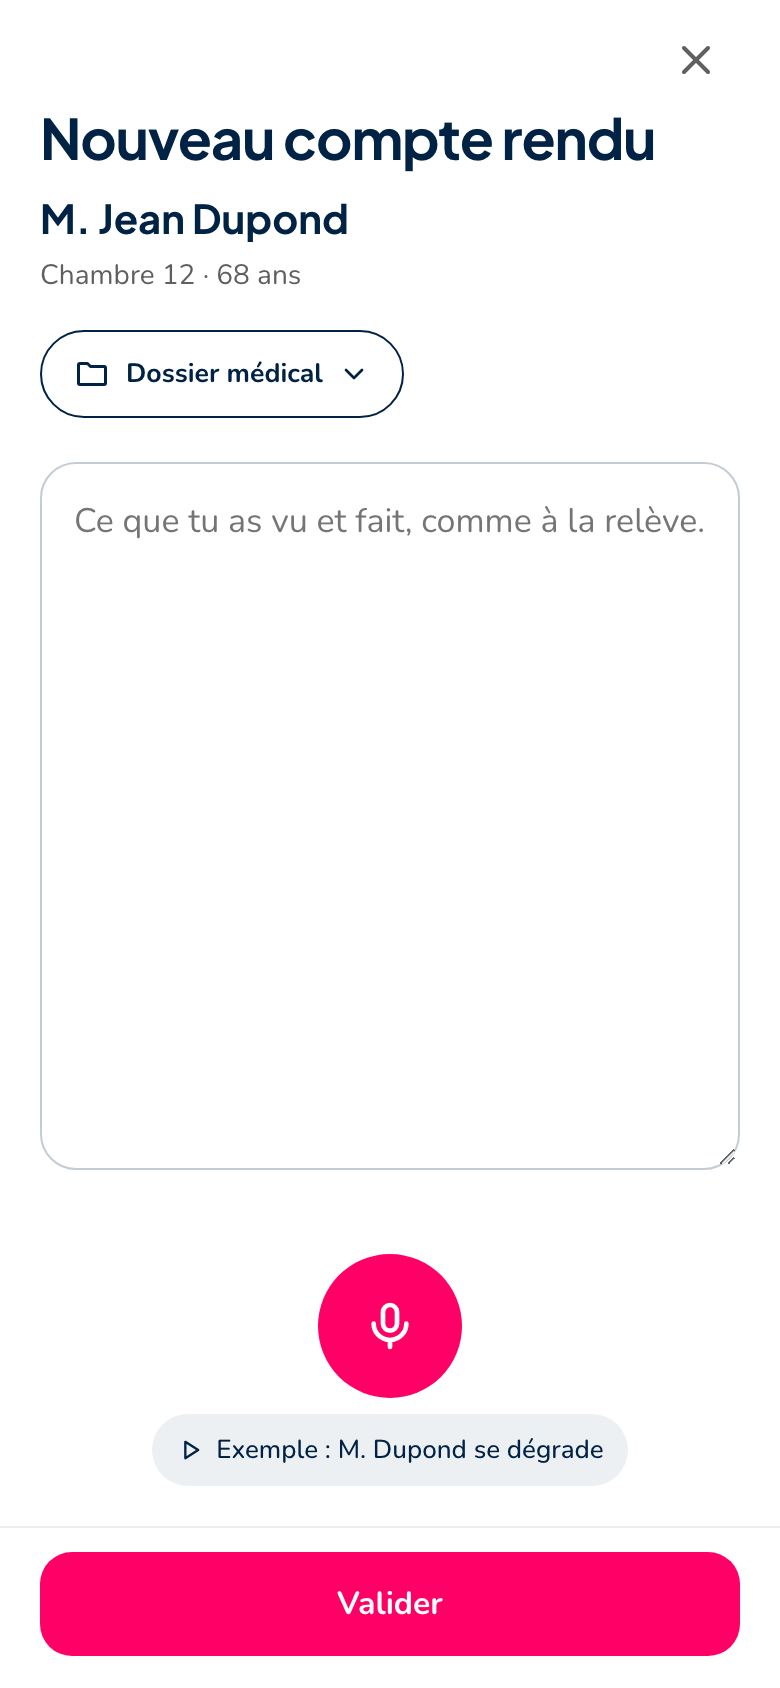 Nouveau compte rendu
M. Jean Dupond
Chambre 12 · 68 ans
Dossier médical
Ce que tu as vu et fait, comme à la relève.
Exemple : M. Dupond se dégrade
Valider